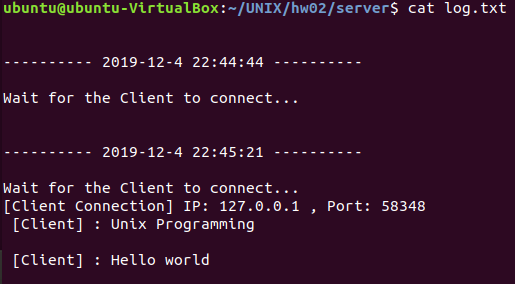 ubuntu@ubuntu-VirtualBox:~/UNIX/hw02/server$ cat log.txt
---------- 2019-12-4 22:44:44 ----------
Wait for the Client to connect...
---------- 2019-12-4 22:45:21 ----------
Wait for the Client to connect...
[Client Connection] IP: 127.0.0.1 , Port: 58348
[Client] : Unix Programming
[Client] : Hello world